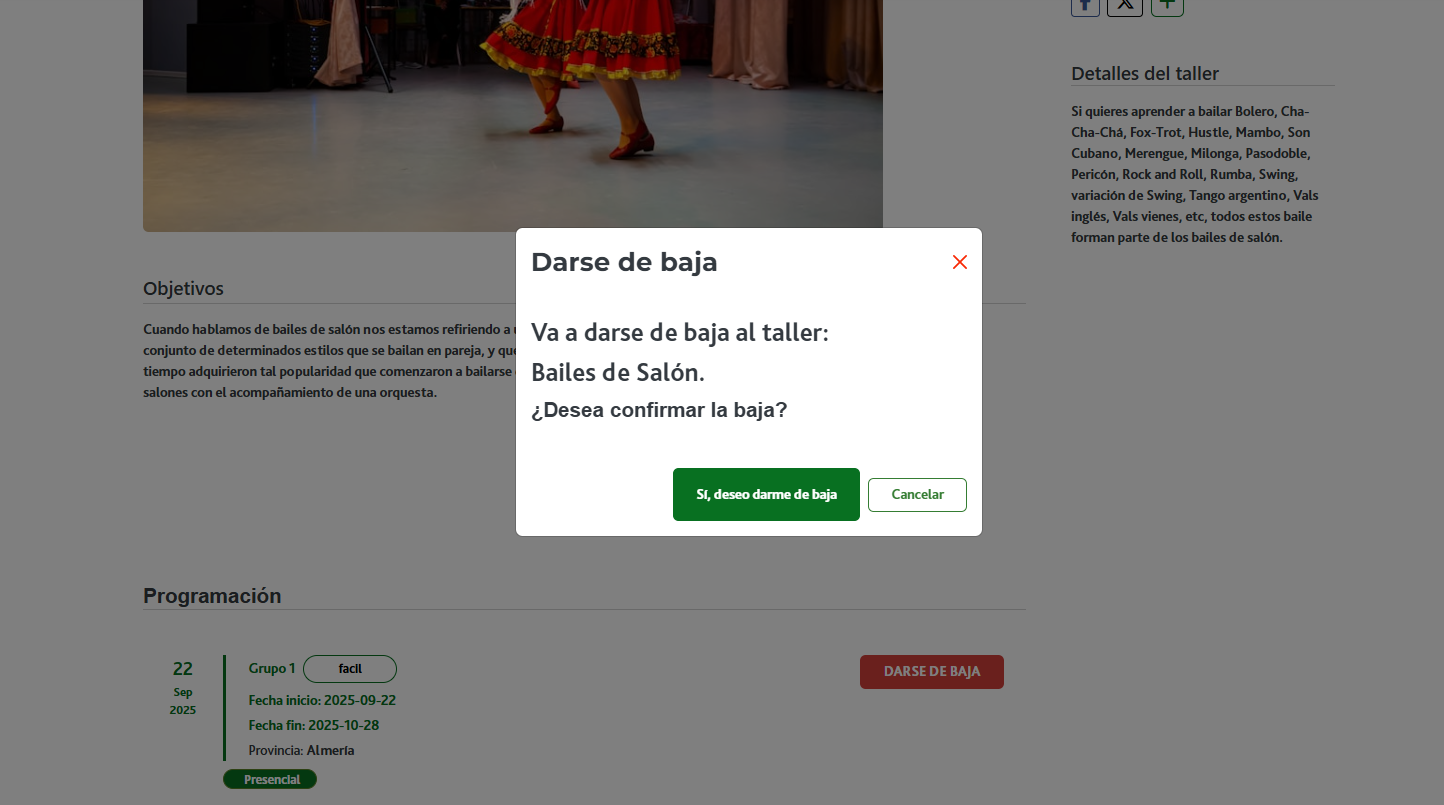 Detalles del taller
Si quieres aprender a bailar Bolero, Cha-
Cha-Chá, Fox-Trot, Hustle, Mambo, Son
Cubano, Merengue, Milonga, Pasodoble,
Pericón, Rock and Roll, Rumba, Swing,
variación de Swing, Tango argentino, Vals
inglés, Vals vienes, etc, todos estos baile
forman parte de los bailes de salón.
Darse de baja
Va a darse de baja al taller:
Bailes de Salón.
¿Desea confirmar la baja?
Sí, deseo darme de baja
Cancelar
Objetivos
Cuando hablamos de bailes de salón nos estamos refiriendo a
conjunto de determinados estilos que se bailan en pareja, y que
tiempo adquirieron tal popularidad que comenzaron a bailarse
salones con el acompañamiento de una orquesta.
Programación
22
Sep
2025
Grupo 1
facil
Fecha inicio: 2025-09-22
Fecha fin: 2025-10-28
Provincia: Almería
Presencial
DARSE DE BAJA